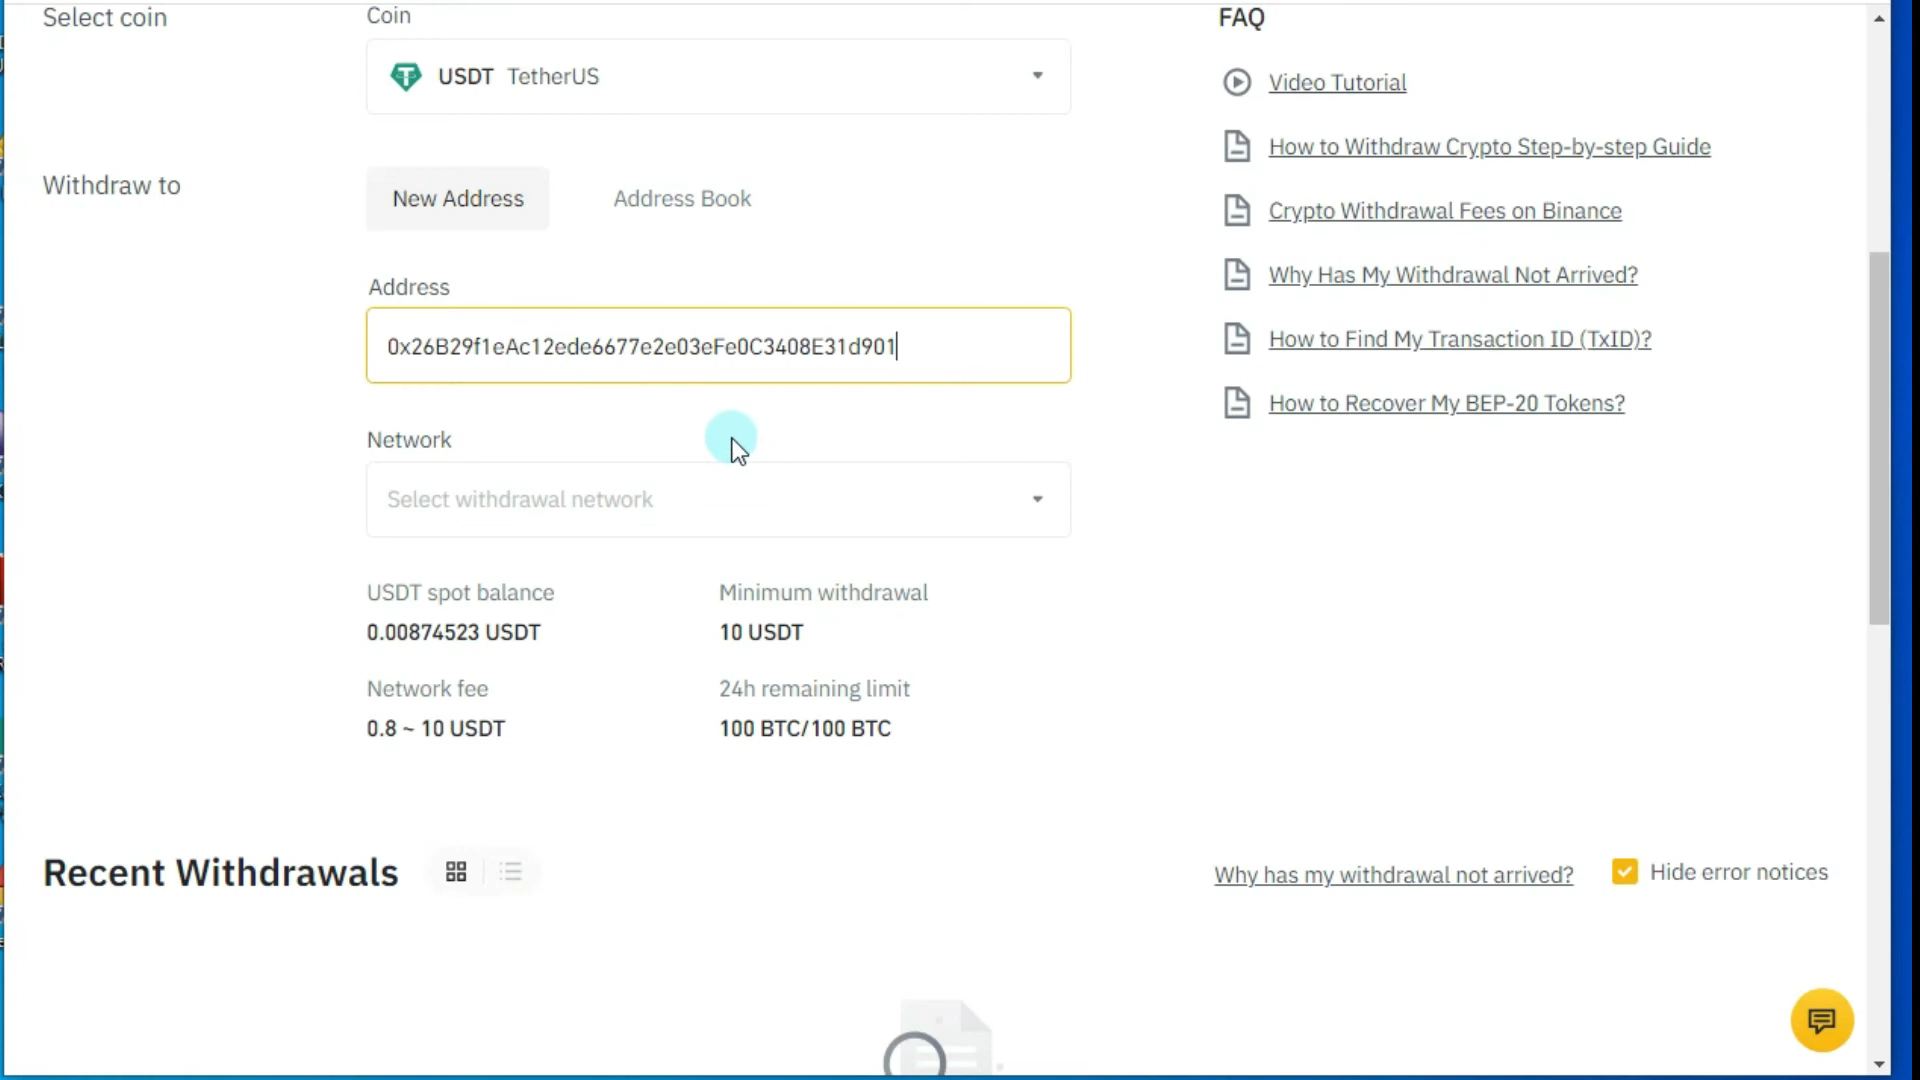 Select coin
Coin
USDT TetherUS
Withdraw to
New Address
Address Book
Address
0x26B29f1eAc12ede6677e2e03eFe0C3408E31d901
Network
Select withdrawal network
USDT spot balance
0.00874523 USDT
Minimum withdrawal
10 USDT
Network fee
0.8 ~ 10 USDT
24h remaining limit
100 BTC/100 BTC
FAQ
Video Tutorial
How to Withdraw Crypto Step-by-step Guide
Crypto Withdrawal Fees on Binance
Why Has My Withdrawal Not Arrived?
How to Find My Transaction ID (TxID)?
How to Recover My BEP-20 Tokens?
Recent Withdrawals
Why has my withdrawal not arrived?
Hide error notices